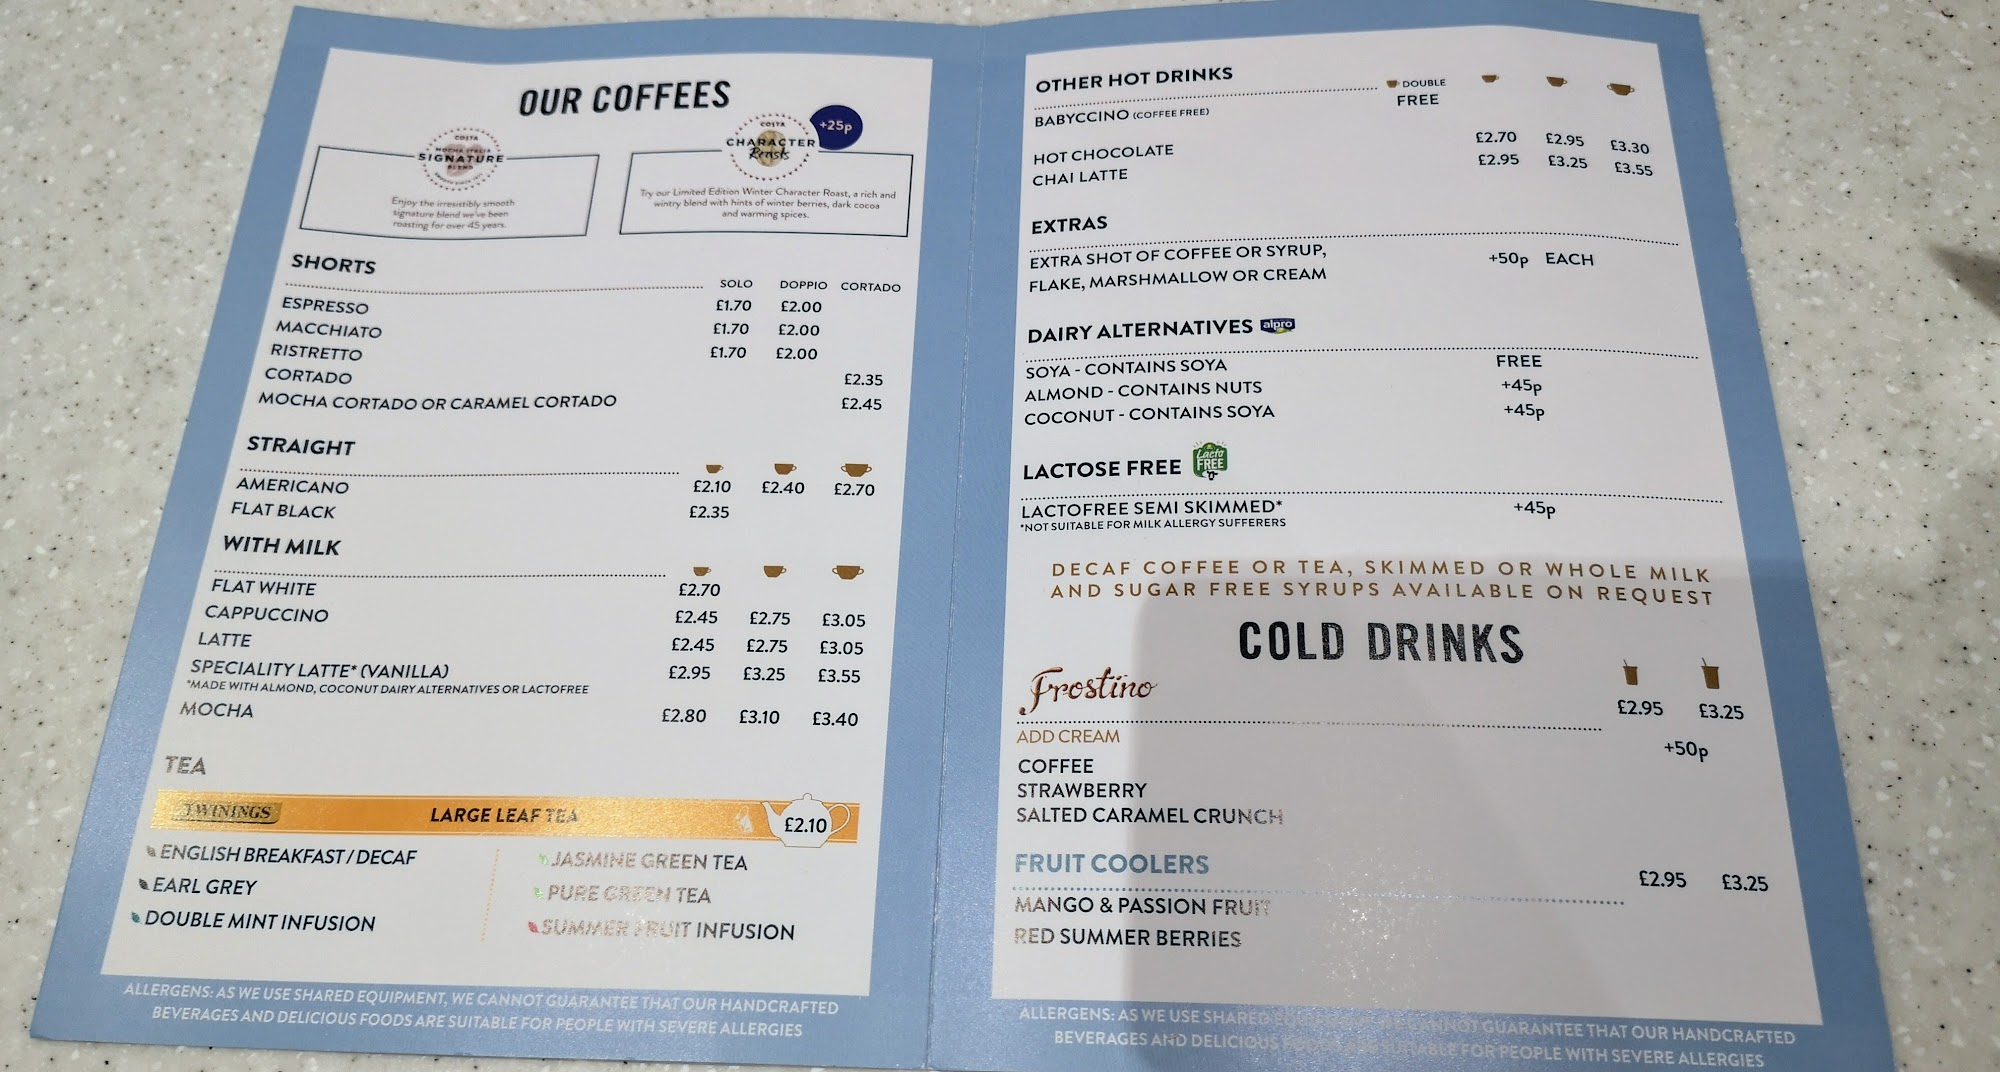 OUR COFFEES
COSTA
MOCHA ITALIA
SIGNATURE
BLEND
Enjoy the irresistibly smooth
signature blend we've been
roasting for over 45 years.
COSTA
CHARACTER
Roasts
+25p
Try our Limited Edition Winter Character Roast, a rich and
wintry blend with hints of winter berries, dark cocoa
and warming spices.
SHORTS
SOLO DOPPIO CORTADO
ESPRESSO £1.70 £2.00
MACCHIATO £1.70 £2.00
RISTRETTO £1.70 £2.00
CORTADO £2.35
MOCHA CORTADO OR CARAMEL CORTADO £2.45
STRAIGHT
AMERICANO £2.10 £2.40 £2.70
FLAT BLACK £2.35
WITH MILK
FLAT WHITE £2.70
CAPPUCCINO £2.45 £2.75 £3.05
LATTE £2.45 £2.75 £3.05
SPECIALITY LATTE* (VANILLA) £2.95 £3.25 £3.55
*MADE WITH ALMOND, COCONUT DAIRY ALTERNATIVES OR LACTOFREE
MOCHA £2.80 £3.10 £3.40
TEA
TWININGS LARGE LEAF TEA £2.10
ENGLISH BREAKFAST / DECAF
EARL GREY
DOUBLE MINT INFUSION
JASMINE GREEN TEA
PURE GREEN TEA
SUMMER FRUIT INFUSION
ALLERGENS: AS WE USE SHARED EQUIPMENT, WE CANNOT GUARANTEE THAT OUR HANDCRAFTED
BEVERAGES AND DELICIOUS FOODS ARE SUITABLE FOR PEOPLE WITH SEVERE ALLERGIES
OTHER HOT DRINKS
DOUBLE
BABYCCINO (COFFEE FREE) FREE
HOT CHOCOLATE £2.70 £2.95 £3.30
CHAI LATTE £2.95 £3.25 £3.55
EXTRAS
EXTRA SHOT OF COFFEE OR SYRUP,
FLAKE, MARSHMALLOW OR CREAM +50p EACH
DAIRY ALTERNATIVES alpro
SOYA - CONTAINS SOYA FREE
ALMOND - CONTAINS NUTS +45p
COCONUT - CONTAINS SOYA +45p
LACTOSE FREE Lacto FREE
LACTOFREE SEMI SKIMMED* +45p
*NOT SUITABLE FOR MILK ALLERGY SUFFERERS
DECAF COFFEE OR TEA, SKIMMED OR WHOLE MILK
AND SUGAR FREE SYRUPS AVAILABLE ON REQUEST
COLD DRINKS
Frostino £2.95 £3.25
ADD CREAM +50p
COFFEE
STRAWBERRY
SALTED CARAMEL CRUNCH
FRUIT COOLERS £2.95 £3.25
MANGO & PASSION FRUIT
RED SUMMER BERRIES
ALLERGENS: AS WE USE SHARED EQUIPMENT, WE CANNOT GUARANTEE THAT OUR HANDCRAFTED
BEVERAGES AND DELICIOUS FOODS ARE SUITABLE FOR PEOPLE WITH SEVERE ALLERGIES